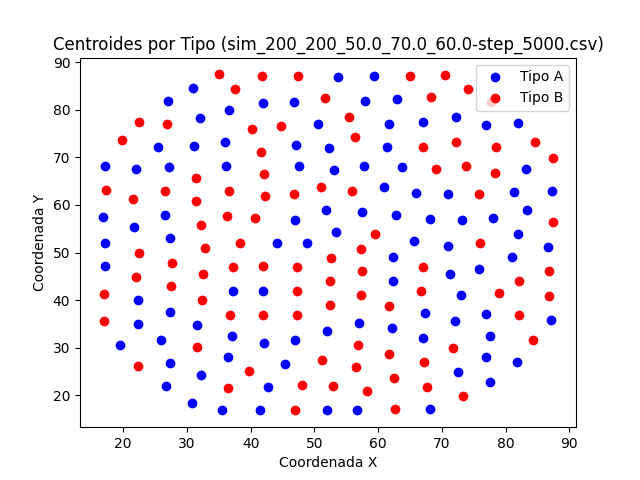 Centroides por Tipo (sim_200_200_50.0_70.0_60.0-step_5000.csv)
Tipo A
Tipo B
90
80
70
60
50
40
30
20
Coordenada Y
20 30 40 50 60 70 80 90
Coordenada X